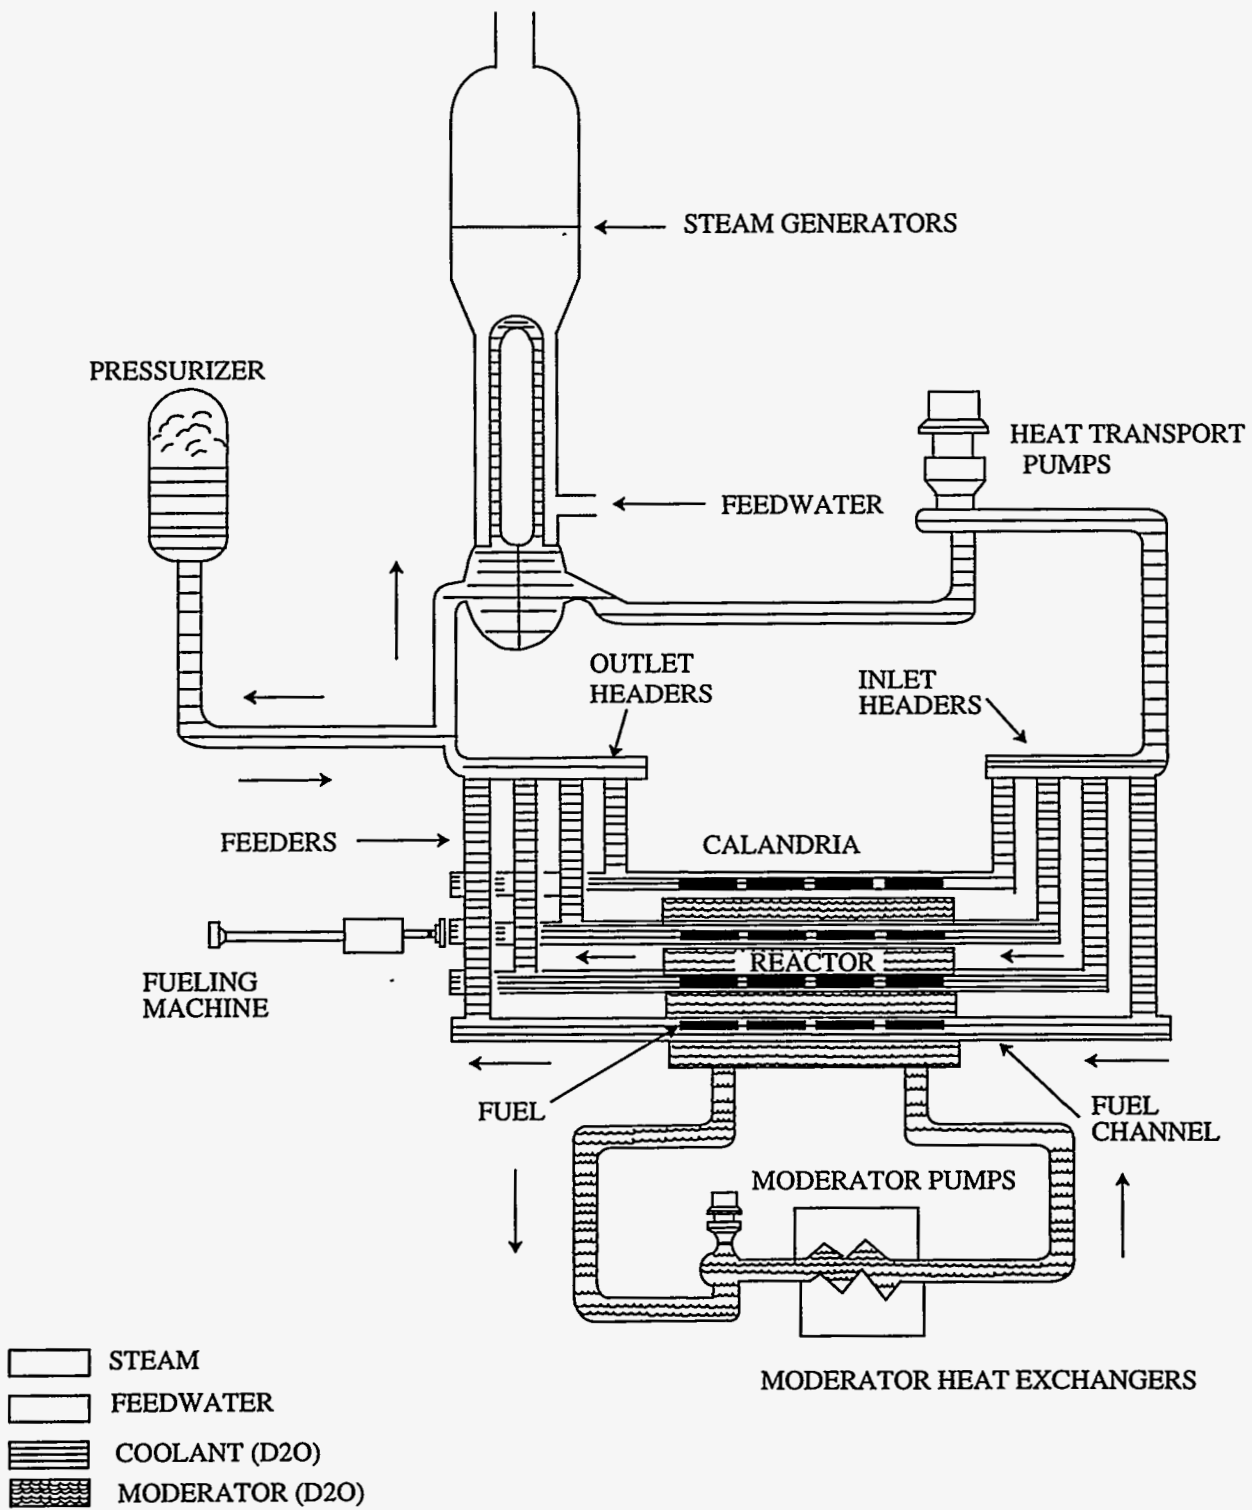 STEAM GENERATORS
PRESSURIZER
HEAT TRANSPORT
PUMPS
FEEDWATER
OUTLET
HEADERS
INLET
HEADERS
FEEDERS
CALANDRIA
REACTOR
FUELING
MACHINE
FUEL
FUEL
CHANNEL
MODERATOR PUMPS
MODERATOR HEAT EXCHANGERS
STEAM
FEEDWATER
COOLANT (D2O)
MODERATOR (D2O)